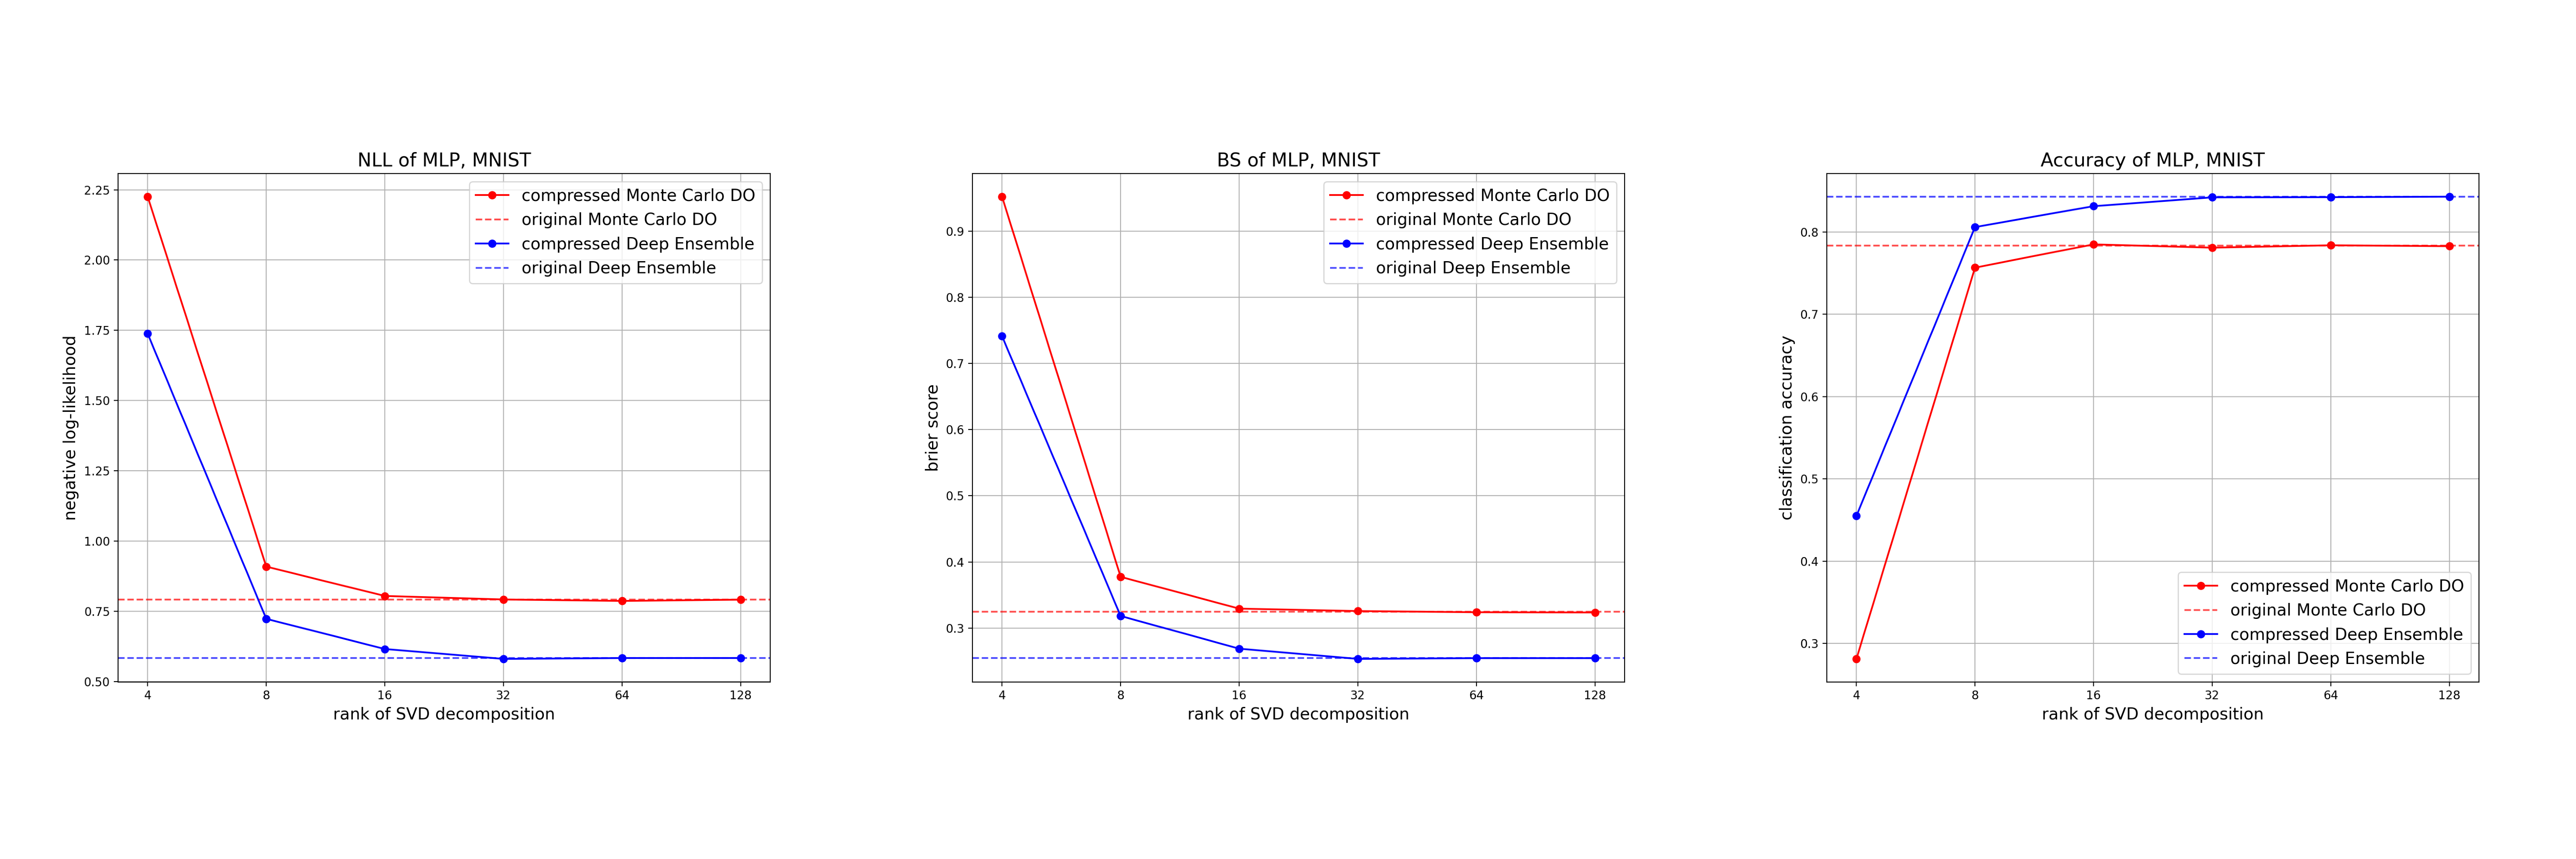 NLL of MLP, MNIST
negative log-likelihood
2.25
2.00
1.75
1.50
1.25
1.00
0.75
0.50
compressed Monte Carlo DO
original Monte Carlo DO
compressed Deep Ensemble
original Deep Ensemble
4 8 16 32 64 128
rank of SVD decomposition
BS of MLP, MNIST
brier score
0.9
0.8
0.7
0.6
0.5
0.4
0.3
compressed Monte Carlo DO
original Monte Carlo DO
compressed Deep Ensemble
original Deep Ensemble
4 8 16 32 64 128
rank of SVD decomposition
Accuracy of MLP, MNIST
classification accuracy
0.8
0.7
0.6
0.5
0.4
0.3
compressed Monte Carlo DO
original Monte Carlo DO
compressed Deep Ensemble
original Deep Ensemble
4 8 16 32 64 128
rank of SVD decomposition